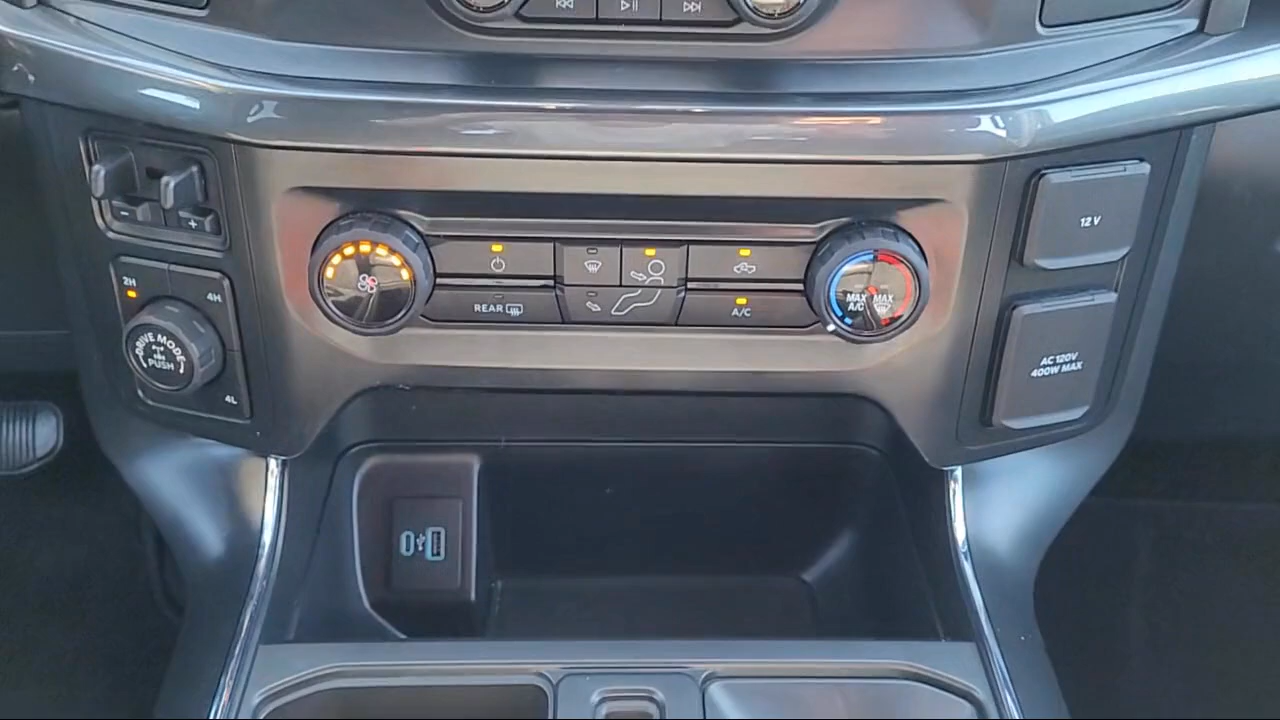 12 V
2H
4H
REAR
A/C
MAX
A/C
MAX
DRIVE MODE
PUSH
4L
AC 120V
400W MAX